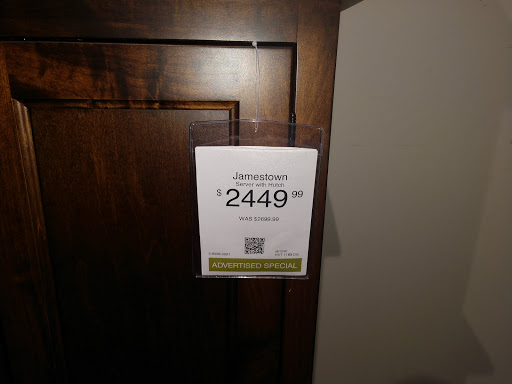 Jamestown
Server with Hutch
$ 2449 99
WAS $2699.99
ADVERTISED SPECIAL